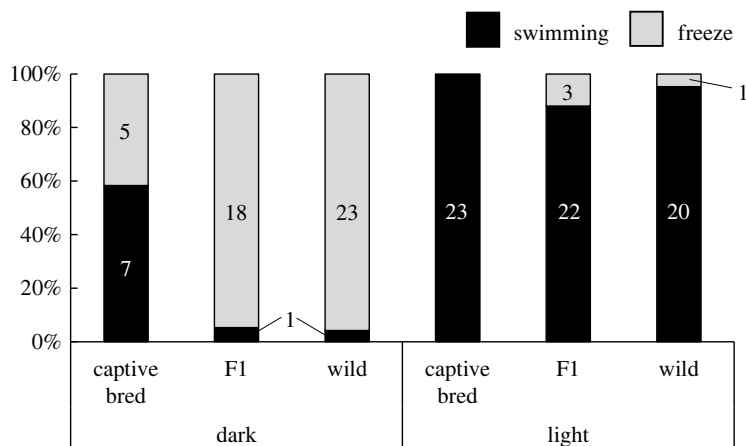 swimming freeze
100%
80%
60%
40%
20%
0%
5
7
18
23
1
23
3
22
1
20
captive bred
F1
wild
captive bred
F1
wild
dark
light